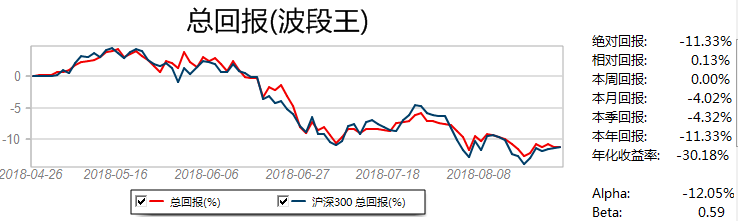 总回报(波段王)
0
-5
-10
2018-04-26 2018-05-16 2018-06-06 2018-06-27 2018-07-18 2018-08-08
总回报(%) 沪深300 总回报(%)
绝对回报: -11.33%
相对回报: 0.13%
本周回报: 0.00%
本月回报: -4.02%
本季回报: -4.32%
本年回报: -11.33%
年化收益率: -30.18%
Alpha: -12.05%
Beta: 0.59